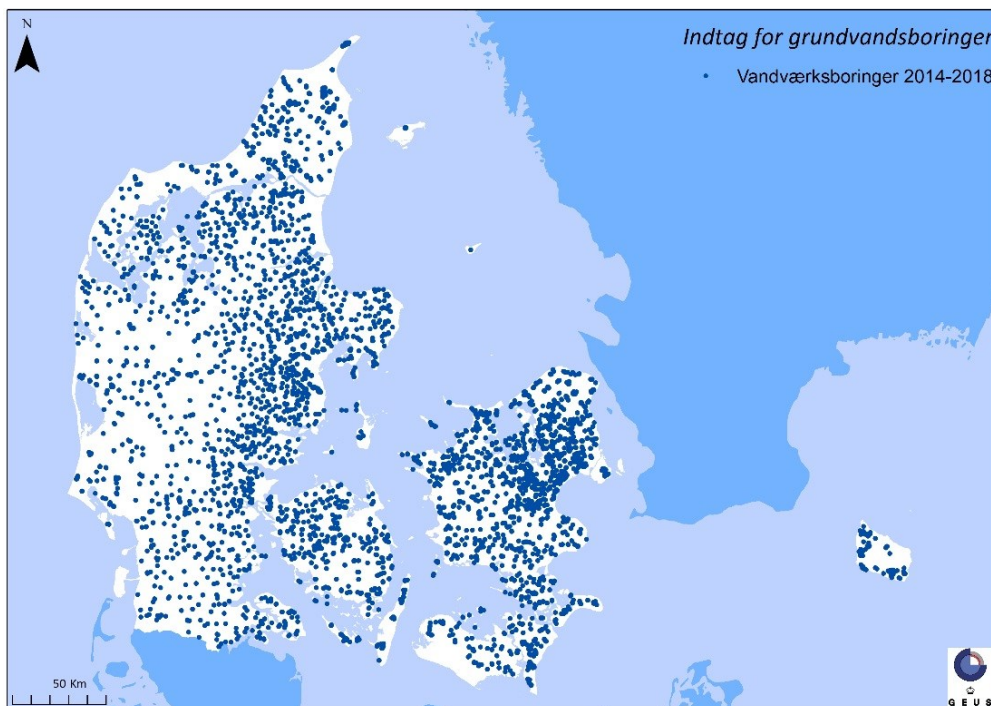 N
Indtag for grundvandsboringer
Vandværksboringer 2014-2018
50 Km
GEUS